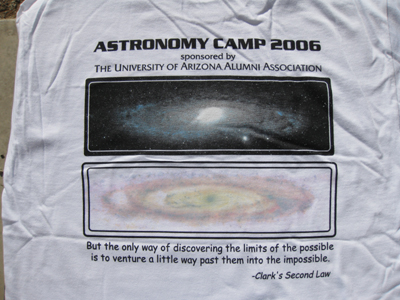 ASTRONOMY CAMP 2006
sponsored by
THE UNIVERSITY OF ARIZONA ALUMNI ASSOCIATION
But the only way of discovering the limits of the possible
is to venture a little way past them into the impossible.
-Clark's Second Law